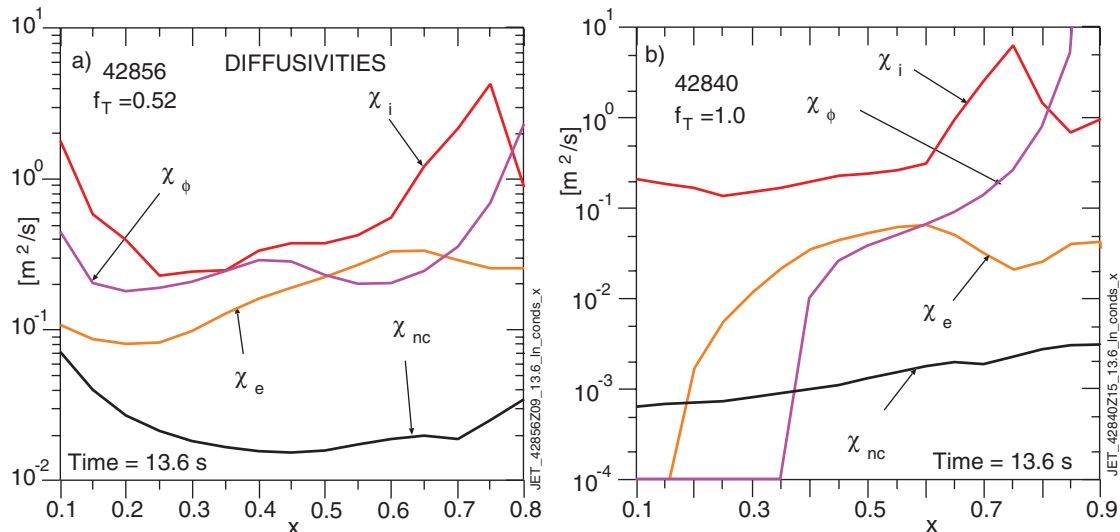 a) 42856 DIFFUSIVITIES
f_T =0.52
χ_i
χ_ϕ
χ_e
χ_nc
Time = 13.6 s
[m²/s]
10¹
10⁰
10⁻¹
10⁻²
0.1 0.2 0.3 0.4 0.5 0.6 0.7 0.8
x
JET_42856Z09_13.6_ln_conds_x
b) 42840
f_T =1.0
χ_i
χ_ϕ
χ_e
χ_nc
Time = 13.6 s
[m²/s]
10¹
10⁰
10⁻¹
10⁻²
10⁻³
10⁻⁴
0.1 0.3 0.5 0.7 0.9
x
JET_42840Z15_13.6_ln_conds_x